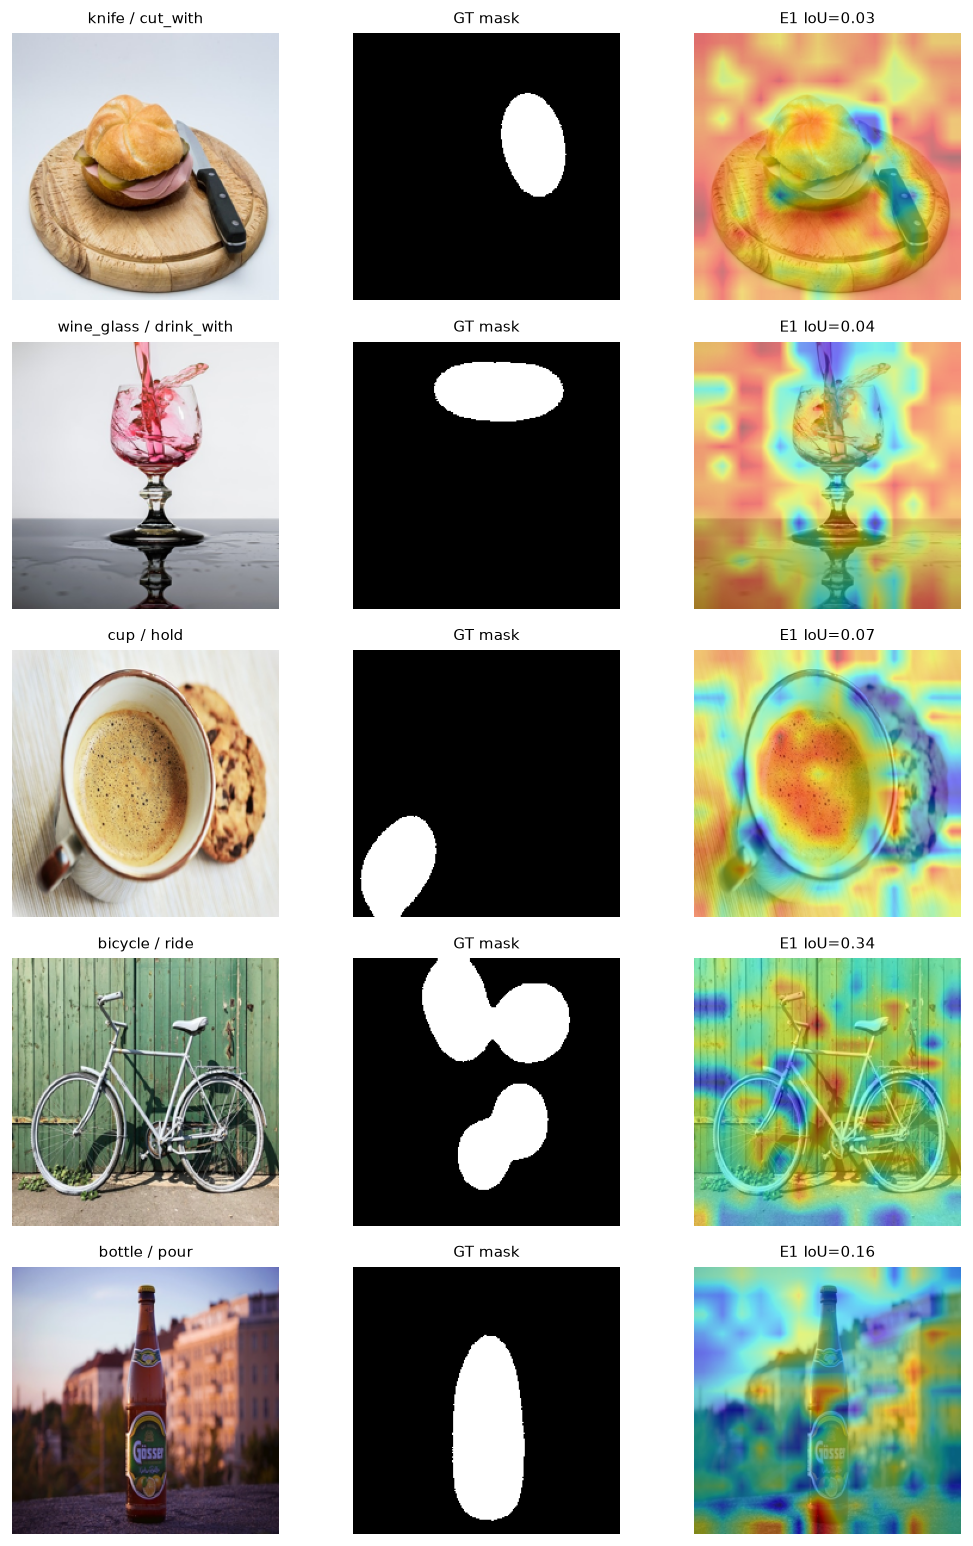 knife / cut_with GT mask E1 IoU=0.03
wine_glass / drink_with GT mask E1 IoU=0.04
cup / hold GT mask E1 IoU=0.07
bicycle / ride GT mask E1 IoU=0.34
bottle / pour GT mask E1 IoU=0.16
Gösser